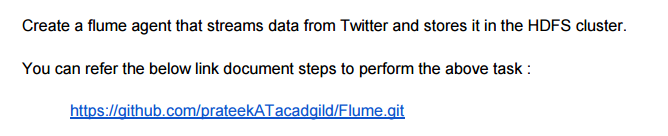 Create a flume agent that streams data from Twitter and stores it in the HDFS cluster.
You can refer the below link document steps to perform the above task :
https://github.com/prateekATacadgild/Flume.git